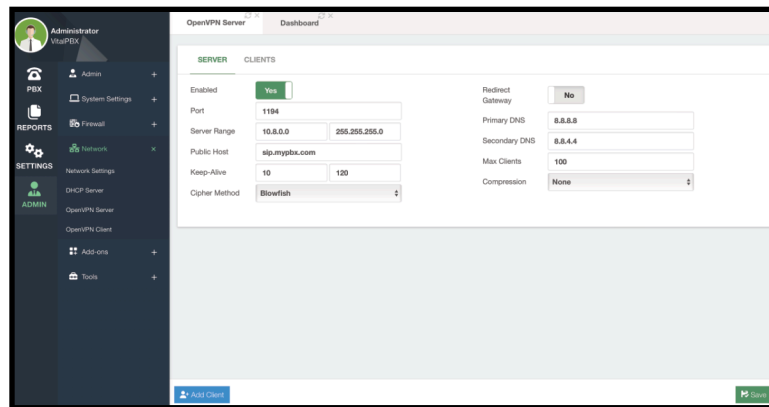 OpenVPN Server
Dashboard
Administrator
VitalPBX
PBX
REPORTS
SETTINGS
ADMIN
Admin
System Settings
Firewall
Network
Network Settings
DHCP Server
OpenVPN Server
OpenVPN Client
Add-ons
Tools
SERVER CLIENTS
Enabled Yes
Port 1194
Server Range 10.8.0.0 255.255.255.0
Public Host sip.mypbx.com
Keep-Alive 10 120
Cipher Method Blowfish
Redirect Gateway No
Primary DNS 8.8.8.8
Secondary DNS 8.8.4.4
Max Clients 100
Compression None
Add Client
Save